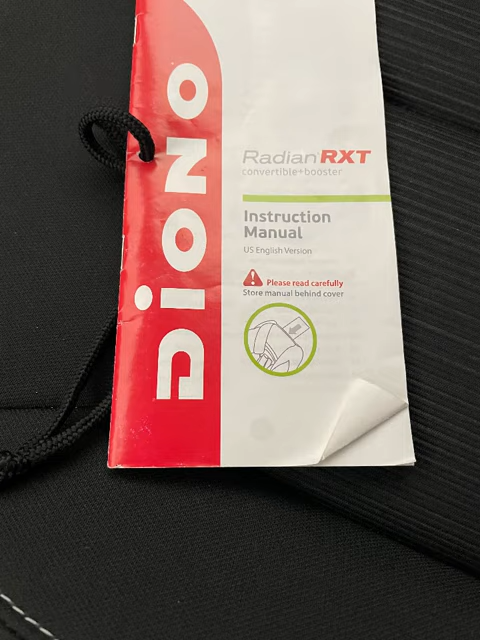 DIONO
Radian RXT
convertible+booster
Instruction
Manual
US English Version
Please read carefully
Store manual behind cover